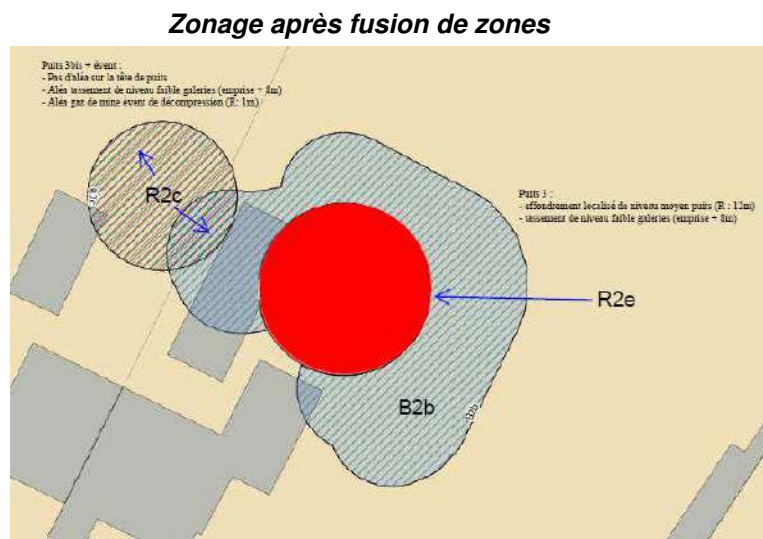 Zonage après fusion de zones
Puits 3bis + évent :
- Pas d'aléa sur la tête de puits
- Aléa tassement de niveau faible galeries (emprise + 8m)
- Aléa gaz de mine évent de décompression (R: 1m)
R2c
R2c
Puits 3 :
- effondrement localisé de niveau moyen puits (R : 12m)
- tassement de niveau faible galeries (emprise + 8m)
R2e
B2b
B2b